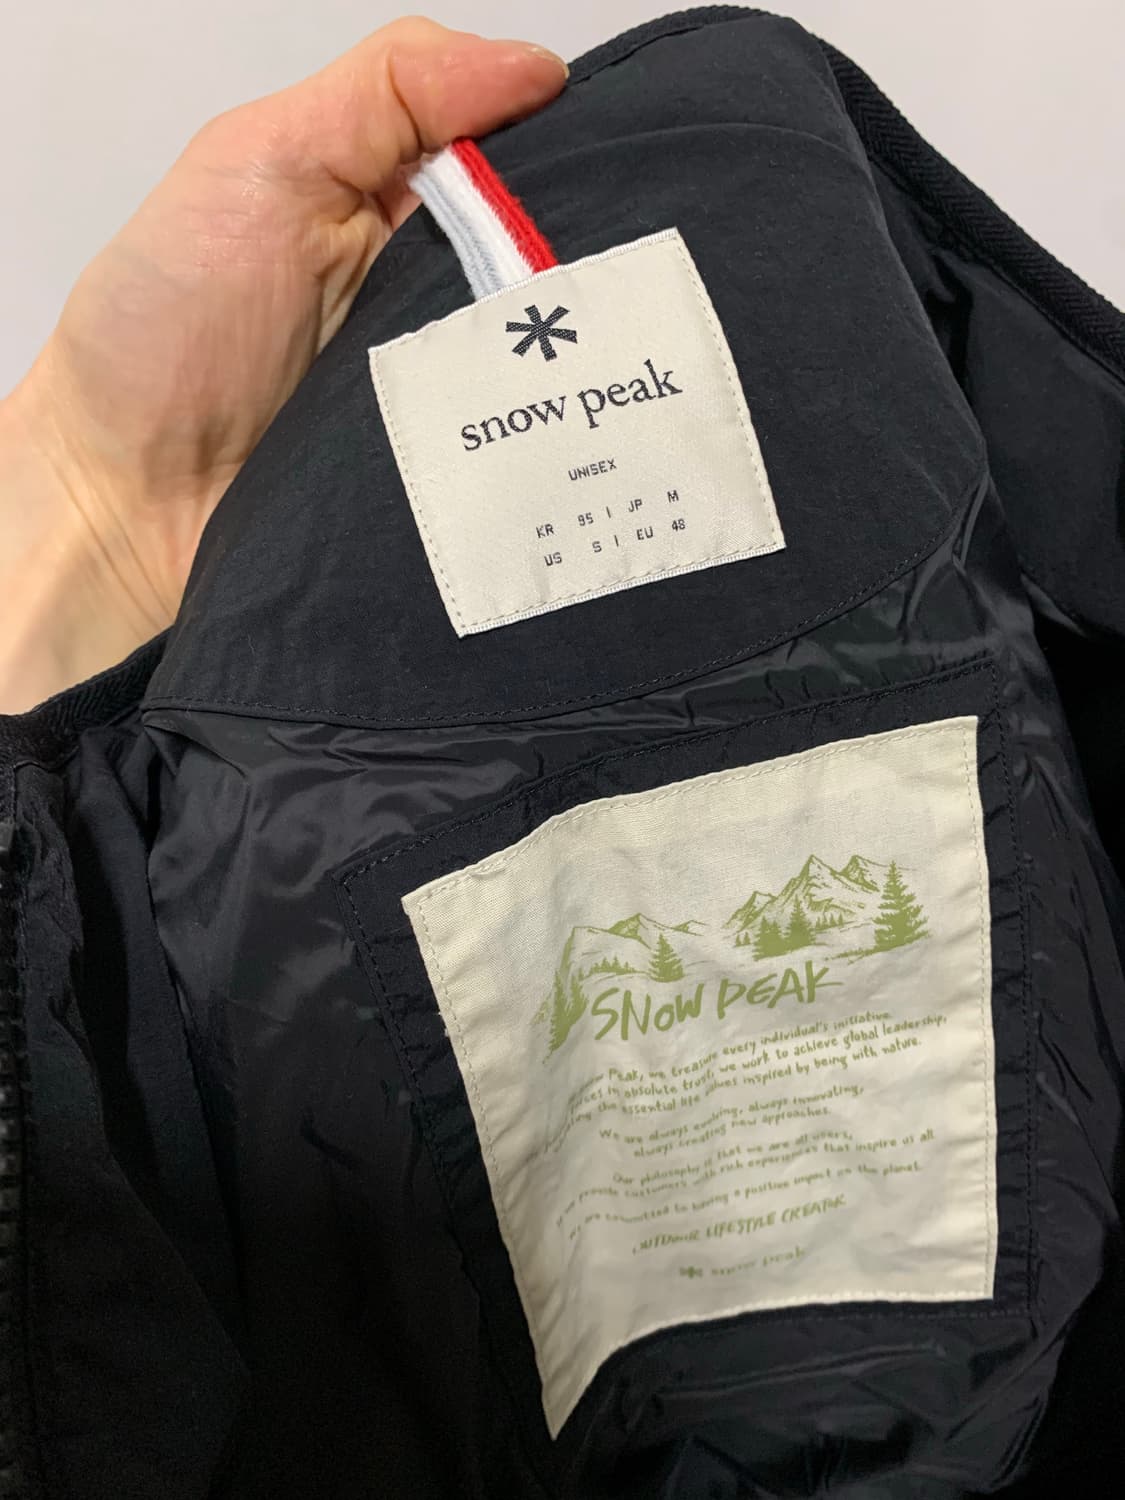 snow peak
UNISEX
KR 95 | JP M
US S | EU 48
SNOW PEAK
Peak, we treasure every individual's initiative.
in absolute trust, we work to achieve global leadership,
the essential life values inspired by being with nature.
We are always evolving, always innovating,
always creating new approaches.
Our philosophy is that we are all users,
provide customers with rich experiences that inspire us all.
are committed to having a positive impact on the planet.
OUTDOOR LIFESTYLE CREATOR
snow peak